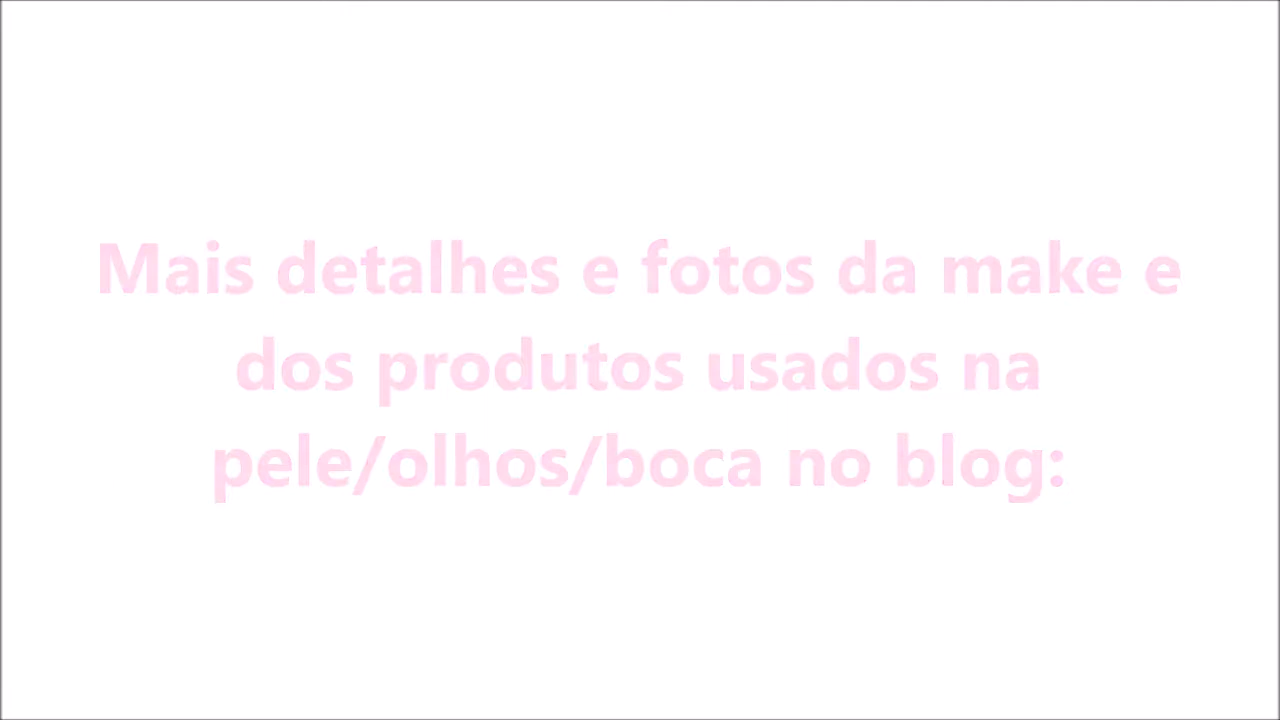 Mais detalhes e fotos da make e
dos produtos usados na
pele/olhos/boca no blog: